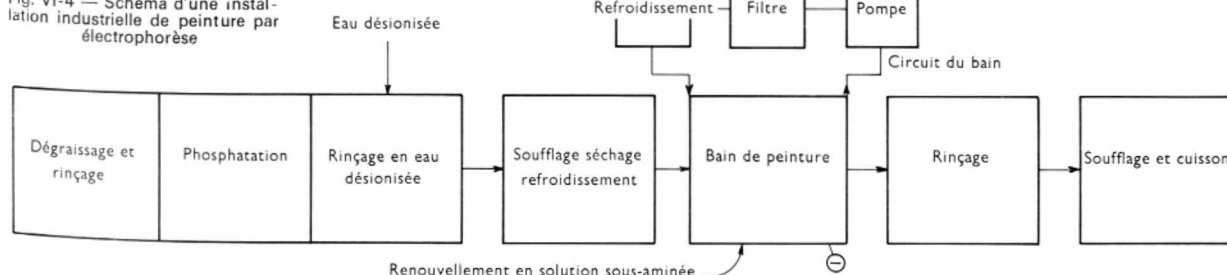 Fig. VI-4 — Schéma d'une instal-
lation industrielle de peinture par
électrophorèse
Eau désionisée
Refroidissement
Filtre
Pompe
Circuit du bain
Dégraissage et
rinçage
Phosphatation
Rinçage en eau
désionisée
Soufflage séchage
refroidissement
Bain de peinture
Rinçage
Soufflage et cuisson
Renouvellement en solution sous-aminée